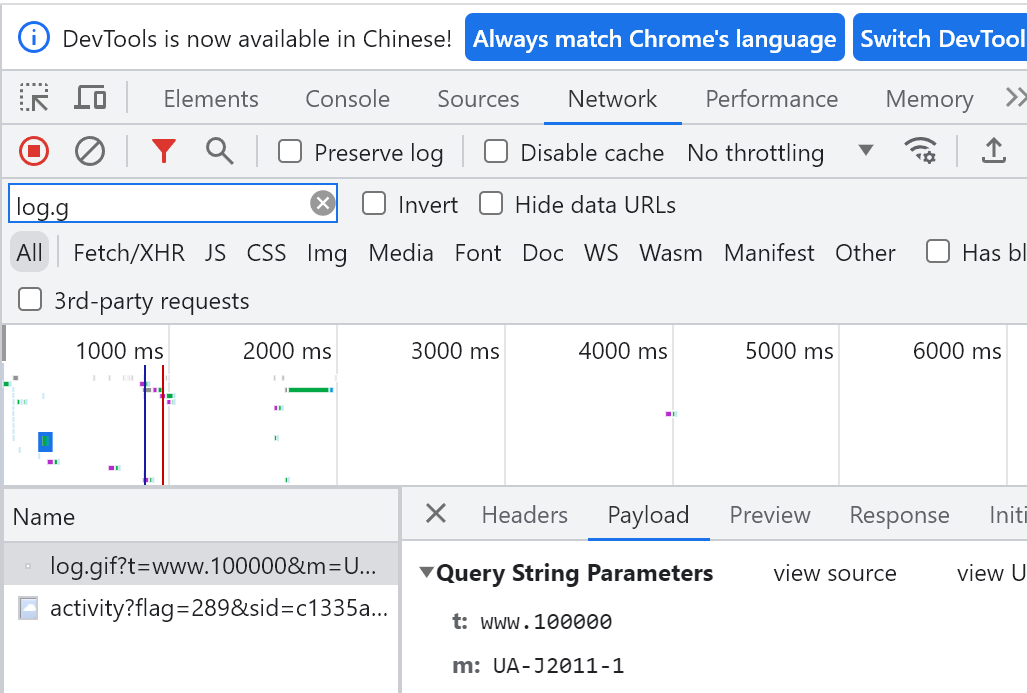 DevTools is now available in Chinese! Always match Chrome's language Switch DevTool
Elements Console Sources Network Performance Memory
Preserve log Disable cache No throttling
log.g Invert Hide data URLs
All Fetch/XHR JS CSS Img Media Font Doc WS Wasm Manifest Other Has bl
3rd-party requests
1000 ms 2000 ms 3000 ms 4000 ms 5000 ms 6000 ms
Name Headers Payload Preview Response Initi
log.gif?t=www.100000&m=U...
activity?flag=289&sid=c1335a...
Query String Parameters view source view U
t: www.100000
m: UA-J2011-1